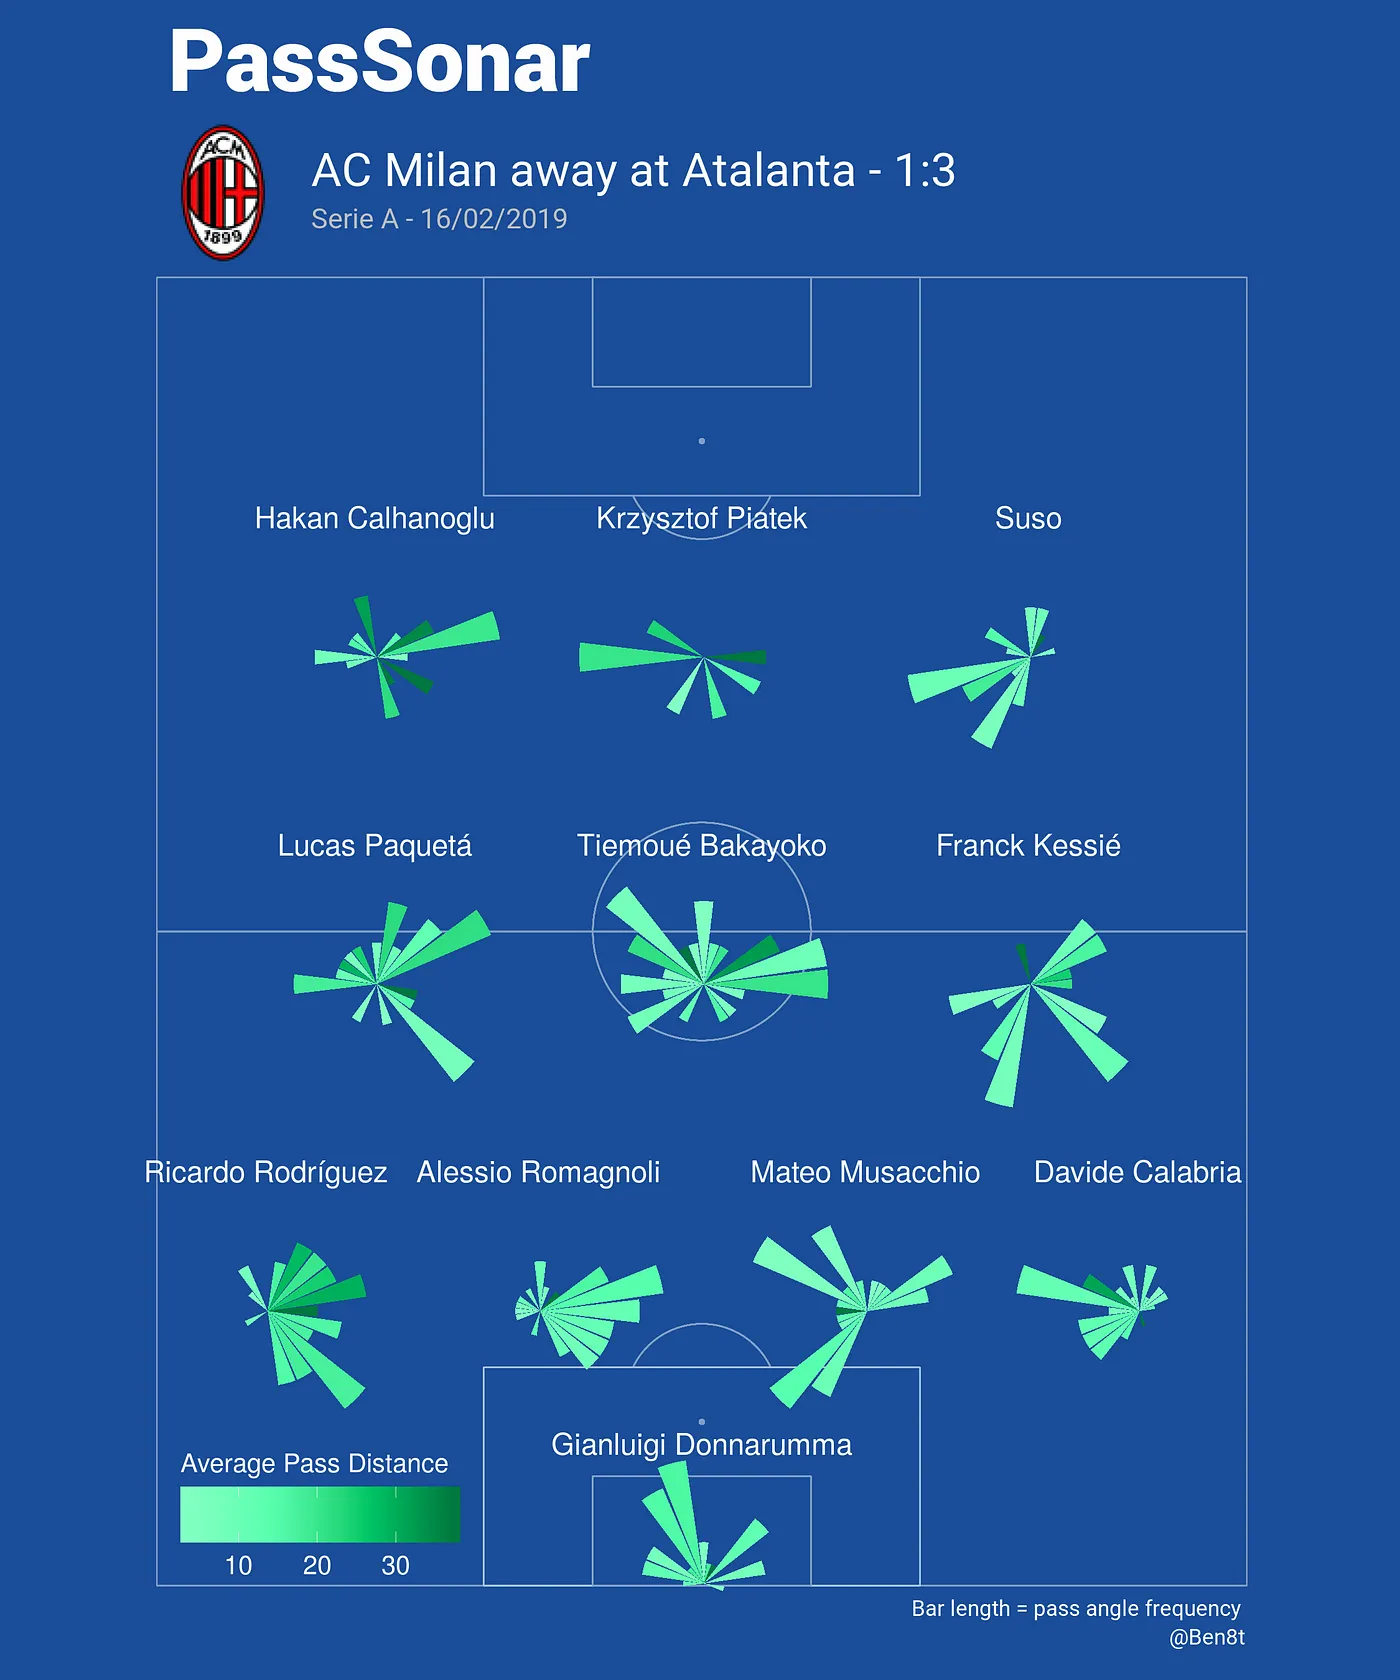 PassSonar
ACM
1899
AC Milan away at Atalanta - 1:3
Serie A - 16/02/2019
Hakan Calhanoglu
Krzysztof Piatek
Suso
Lucas Paquetá
Tiemoué Bakayoko
Franck Kessié
Ricardo Rodríguez
Alessio Romagnoli
Mateo Musacchio
Davide Calabria
Gianluigi Donnarumma
Average Pass Distance
10 20 30
Bar length = pass angle frequency
@Ben8t